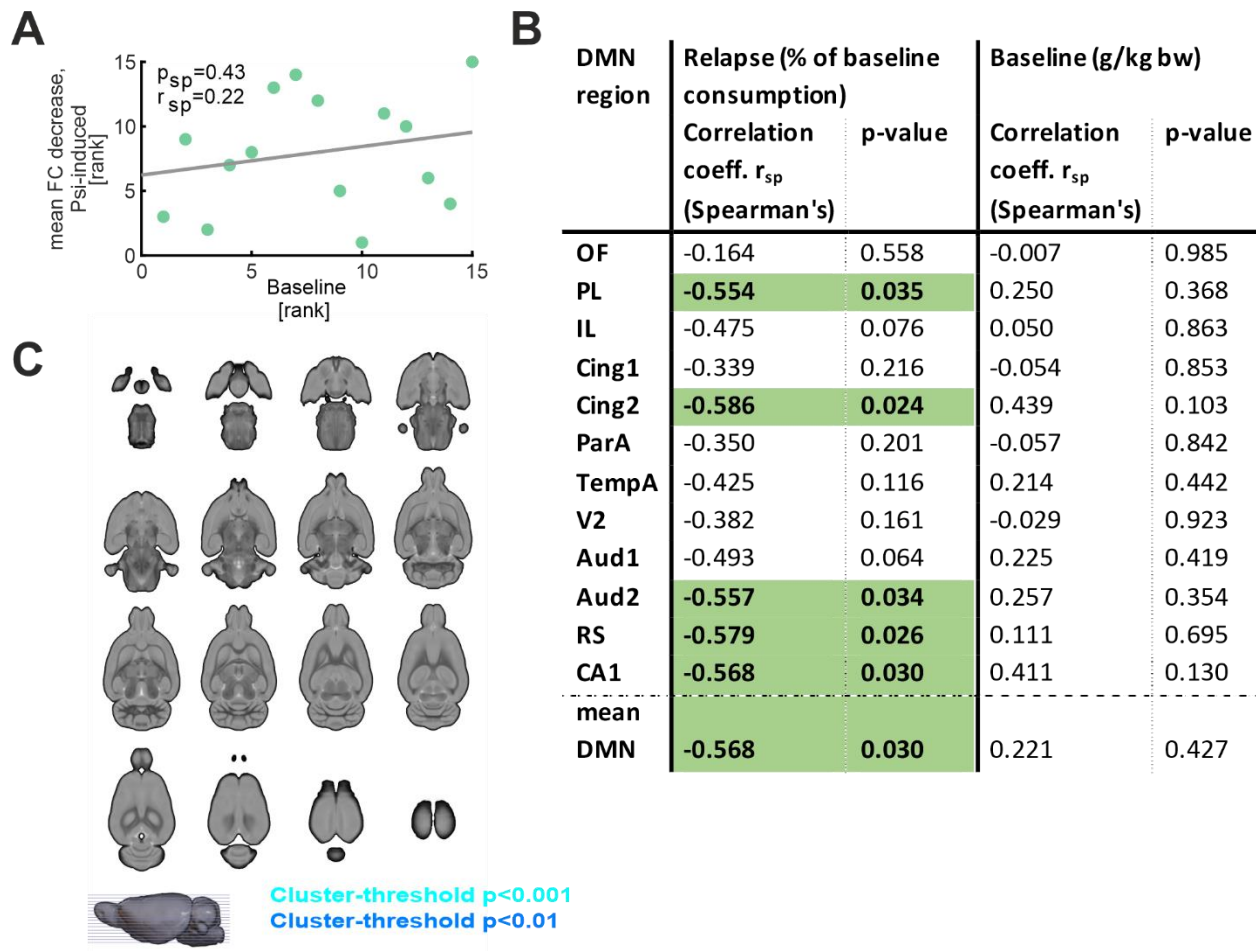 A
mean FC decrease,
Psi-induced
[rank]
15
10
5
0
p sp=0.43
r sp=0.22
0 5 10 15
Baseline
[rank]
B
DMN region Relapse (% of baseline consumption) Baseline (g/kg bw)
Correlation coeff. rsp (Spearman's) p-value Correlation coeff. rsp (Spearman's) p-value
OF -0.164 0.558 -0.007 0.985
PL -0.554 0.035 0.250 0.368
IL -0.475 0.076 0.050 0.863
Cing1 -0.339 0.216 -0.054 0.853
Cing2 -0.586 0.024 0.439 0.103
ParA -0.350 0.201 -0.057 0.842
TempA -0.425 0.116 0.214 0.442
V2 -0.382 0.161 -0.029 0.923
Aud1 -0.493 0.064 0.225 0.419
Aud2 -0.557 0.034 0.257 0.354
RS -0.579 0.026 0.111 0.695
CA1 -0.568 0.030 0.411 0.130
mean
DMN -0.568 0.030 0.221 0.427
C
Cluster-threshold p<0.001
Cluster-threshold p<0.01